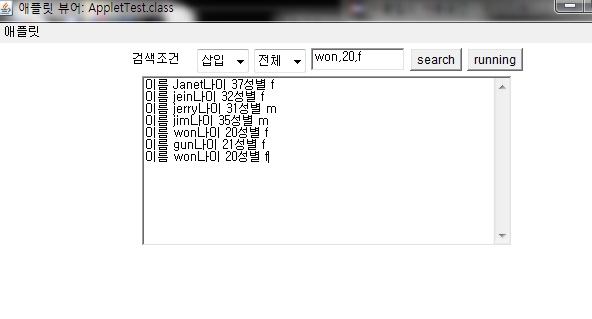 애플릿 뷰어: AppletTest.class
애플릿
검색조건 삽입 전체 won,20,f search running
이름 Janet나이 37성별 f
이름 jein나이 32성별 f
이름 jerry나이 31성별 m
이름 jim나이 35성별 m
이름 won나이 20성별 f
이름 gun나이 21성별 f
이름 won나이 20성별 f